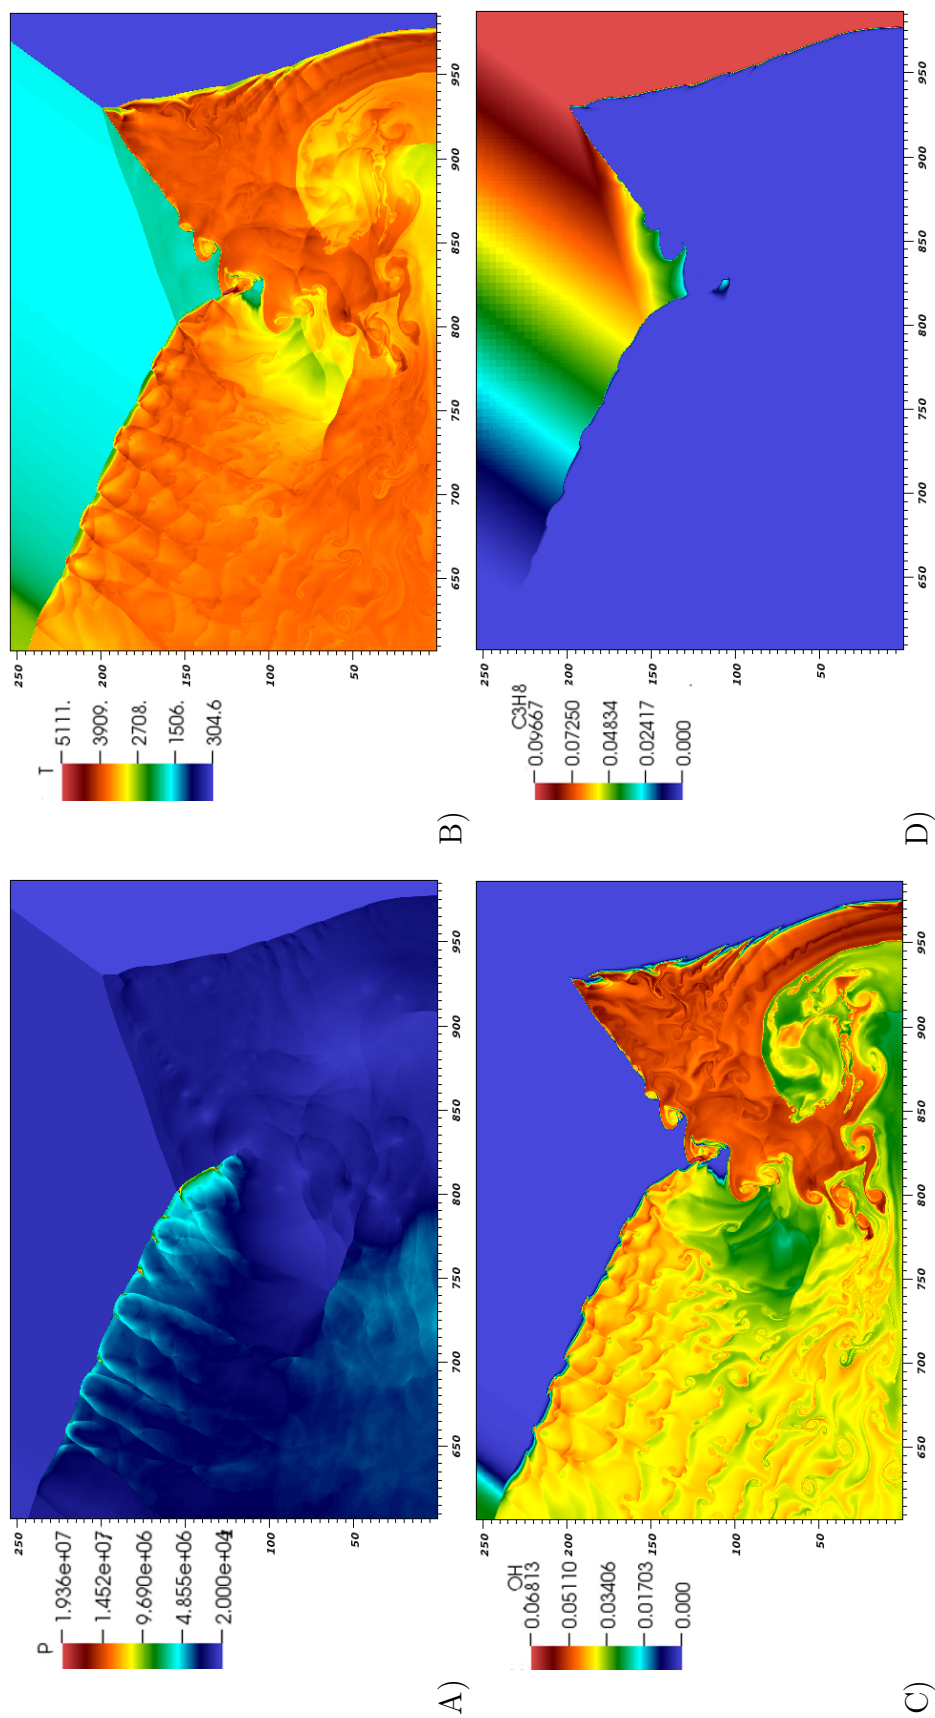 P
1.936e+07
1.452e+07
9.690e+06
4.855e+06
2.000e+04
250
200
150
100
50
650 700 750 800 850 900 950
A)
T
5111.
3909.
2708.
1506.
304.6
250
200
150
100
50
650 700 750 800 850 900 950
B)
OH
0.06813
0.05110
0.03406
0.01703
0.000
250
200
150
100
50
650 700 750 800 850 900 950
C)
C3H8
0.09667
0.07250
0.04834
0.02417
0.000
250
200
150
100
50
650 700 750 800 850 900 950
D)